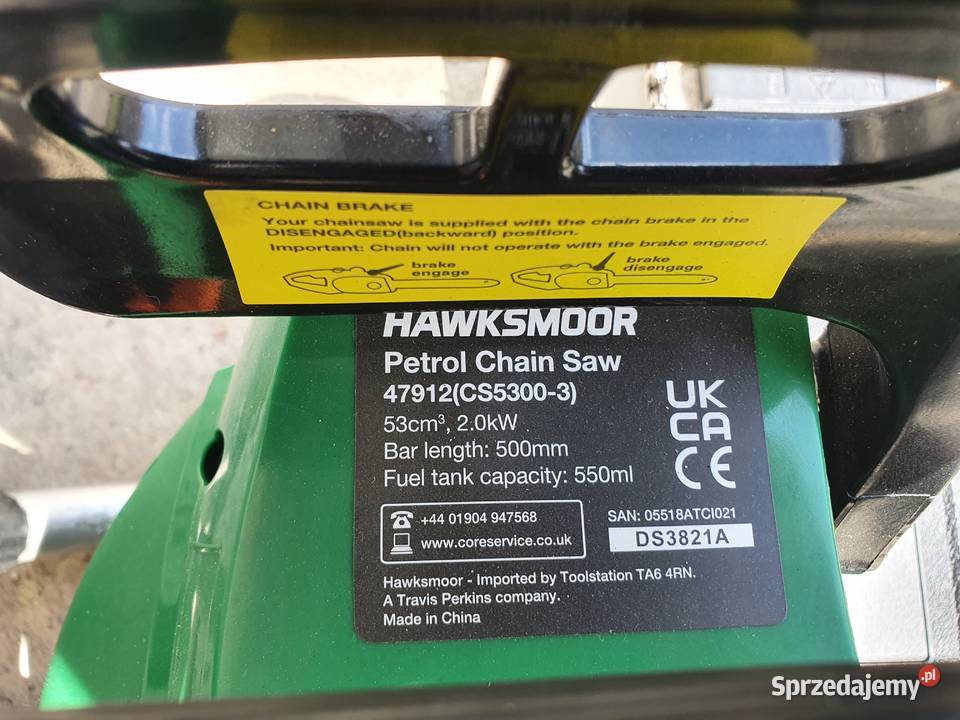 CHAIN BRAKE
Your chainsaw is supplied with the chain brake in the
DISENGAGED(backward) position.
Important: Chain will not operate with the brake engaged.
brake
engage
brake
disengage
HAWKSMOOR
Petrol Chain Saw
47912(CS5300-3)
53cm³, 2.0kW
Bar length: 500mm
Fuel tank capacity: 550ml
UK
CA
CE
+44 01904 947568
www.coreservice.co.uk
SAN: 05518ATCI021
DS3821A
Hawksmoor - Imported by Toolstation TA6 4RN.
A Travis Perkins company.
Made in China
Sprzedajemy.pl